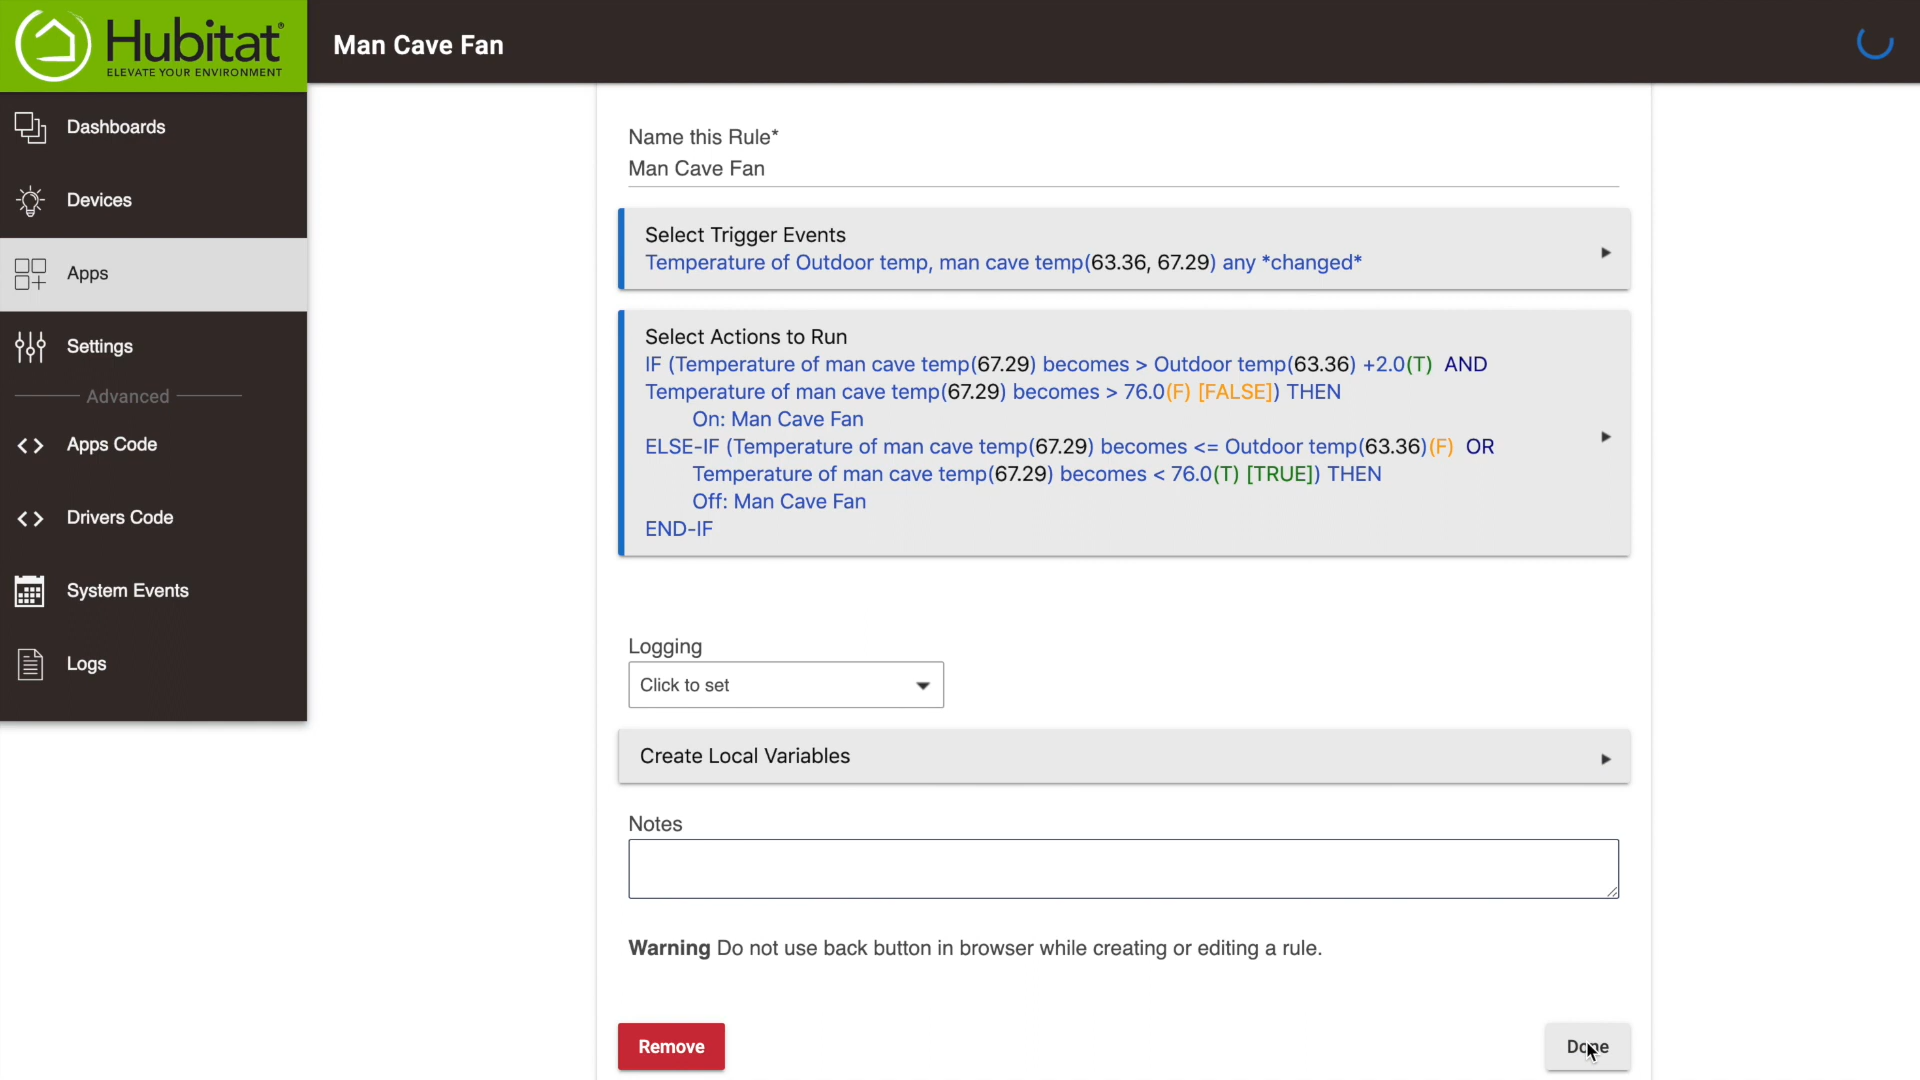 Hubitat®
ELEVATE YOUR ENVIRONMENT
Man Cave Fan
Dashboards
Devices
Apps
Settings
Advanced
Apps Code
Drivers Code
System Events
Logs
Name this Rule*
Man Cave Fan
Select Trigger Events
Temperature of Outdoor temp, man cave temp(63.36, 67.29) any *changed*
Select Actions to Run
IF (Temperature of man cave temp(67.29) becomes > Outdoor temp(63.36) +2.0(T) AND
Temperature of man cave temp(67.29) becomes > 76.0(F) [FALSE]) THEN
On: Man Cave Fan
ELSE-IF (Temperature of man cave temp(67.29) becomes <= Outdoor temp(63.36)(F) OR
Temperature of man cave temp(67.29) becomes < 76.0(T) [TRUE]) THEN
Off: Man Cave Fan
END-IF
Logging
Click to set
Create Local Variables
Notes
Warning Do not use back button in browser while creating or editing a rule.
Remove
Done